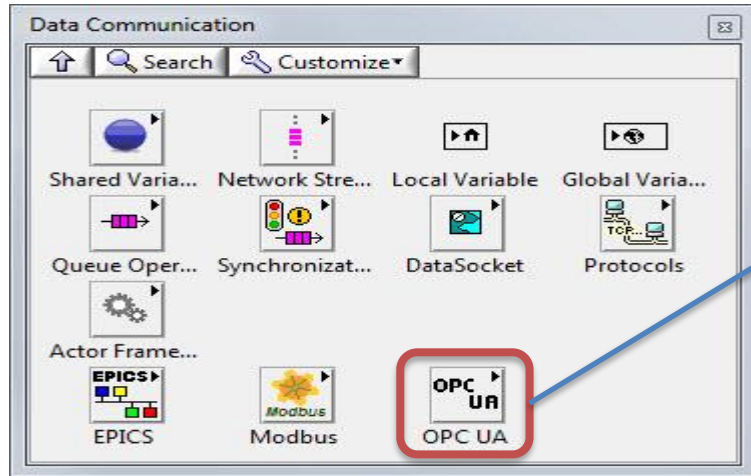 Data Communication
Search Customize
Shared Varia... Network Stre... Local Variable Global Varia...
TCP...
Queue Oper... Synchronizat... DataSocket Protocols
Actor Frame...
EPICS
Modbus
OPC UA
EPICS Modbus OPC UA